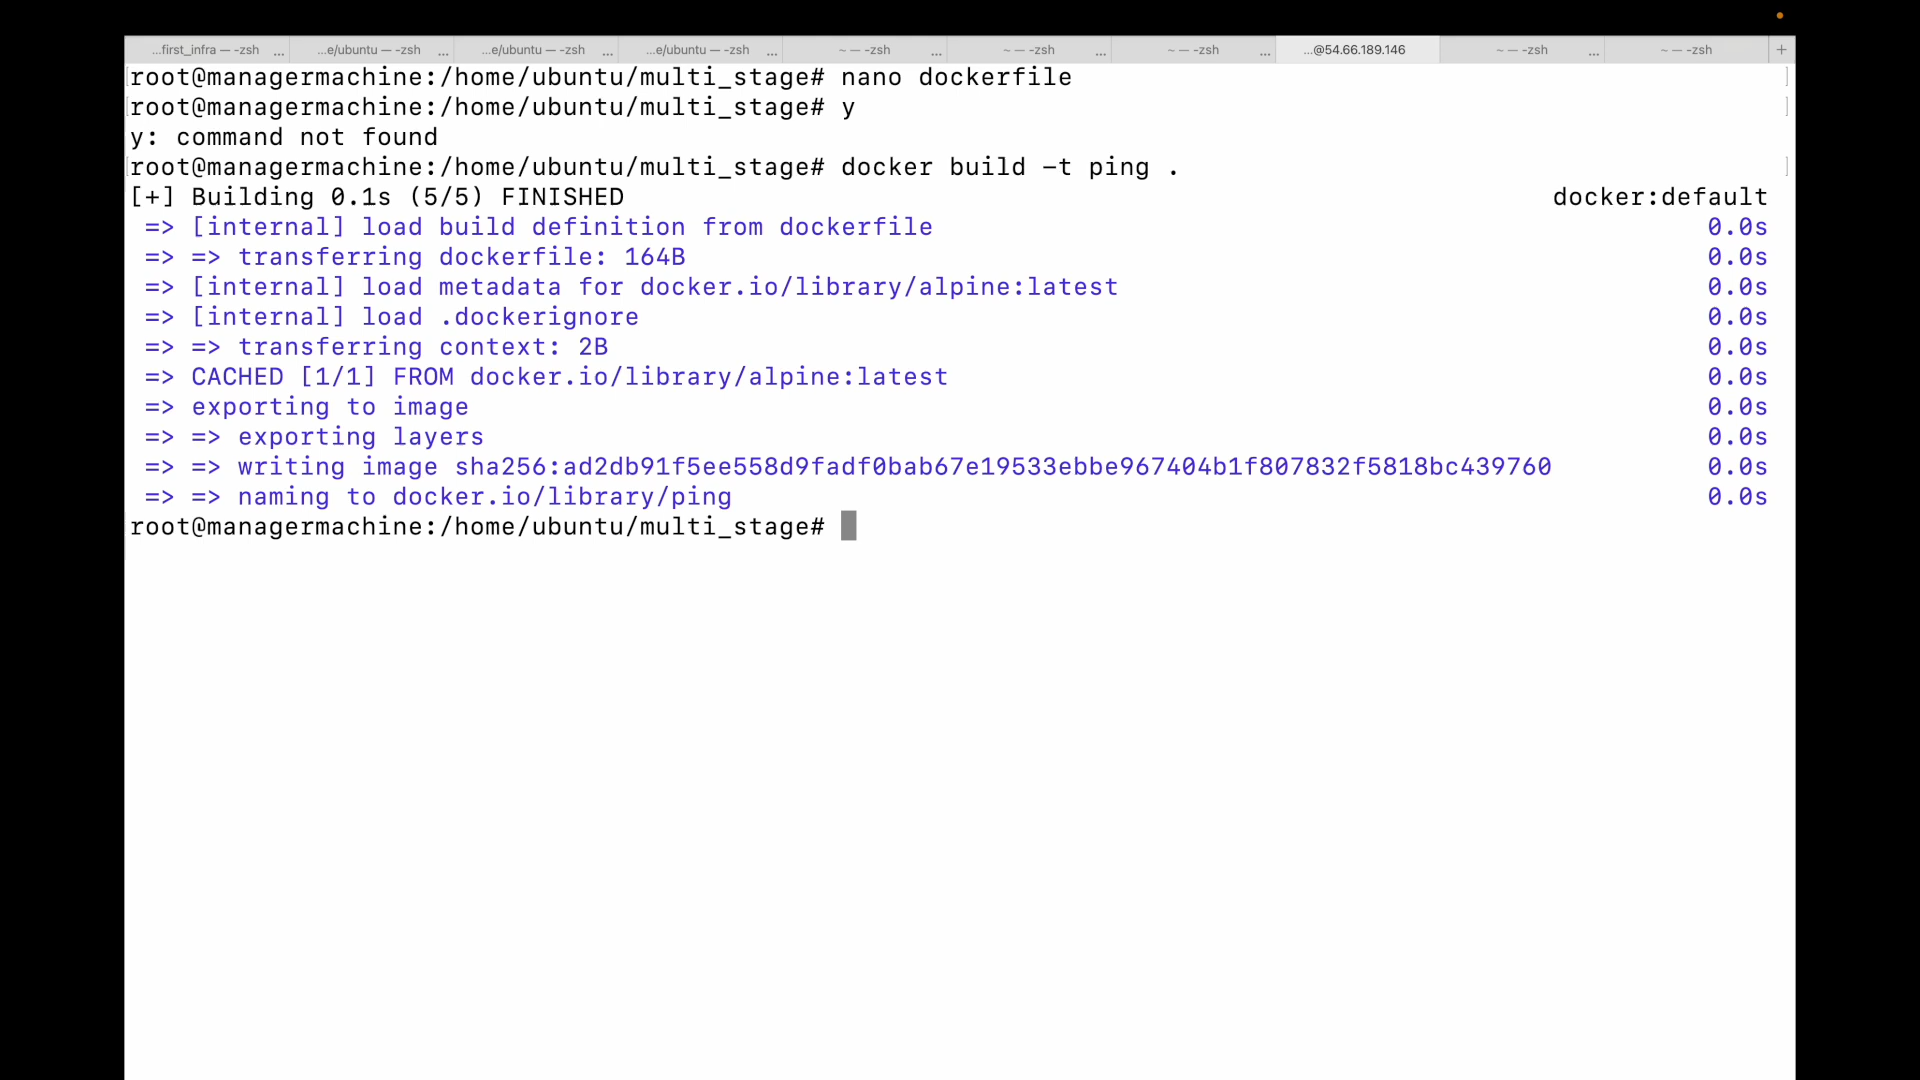 ...first_infra — -zsh ... ...e/ubuntu — -zsh ... ...e/ubuntu — -zsh ... ...e/ubuntu — -zsh ... ~ — -zsh ... ~ — -zsh ... ~ — -zsh ... ...@54.66.189.146 ~ — -zsh ... ~ — -zsh +
root@managermachine:/home/ubuntu/multi_stage# nano dockerfile
root@managermachine:/home/ubuntu/multi_stage# y
y: command not found
root@managermachine:/home/ubuntu/multi_stage# docker build -t ping .
[+] Building 0.1s (5/5) FINISHED docker:default
=> [internal] load build definition from dockerfile 0.0s
=> => transferring dockerfile: 164B 0.0s
=> [internal] load metadata for docker.io/library/alpine:latest 0.0s
=> [internal] load .dockerignore 0.0s
=> => transferring context: 2B 0.0s
=> CACHED [1/1] FROM docker.io/library/alpine:latest 0.0s
=> exporting to image 0.0s
=> => exporting layers 0.0s
=> => writing image sha256:ad2db91f5ee558d9fadf0bab67e19533ebbe967404b1f807832f5818bc439760 0.0s
=> => naming to docker.io/library/ping 0.0s
root@managermachine:/home/ubuntu/multi_stage#